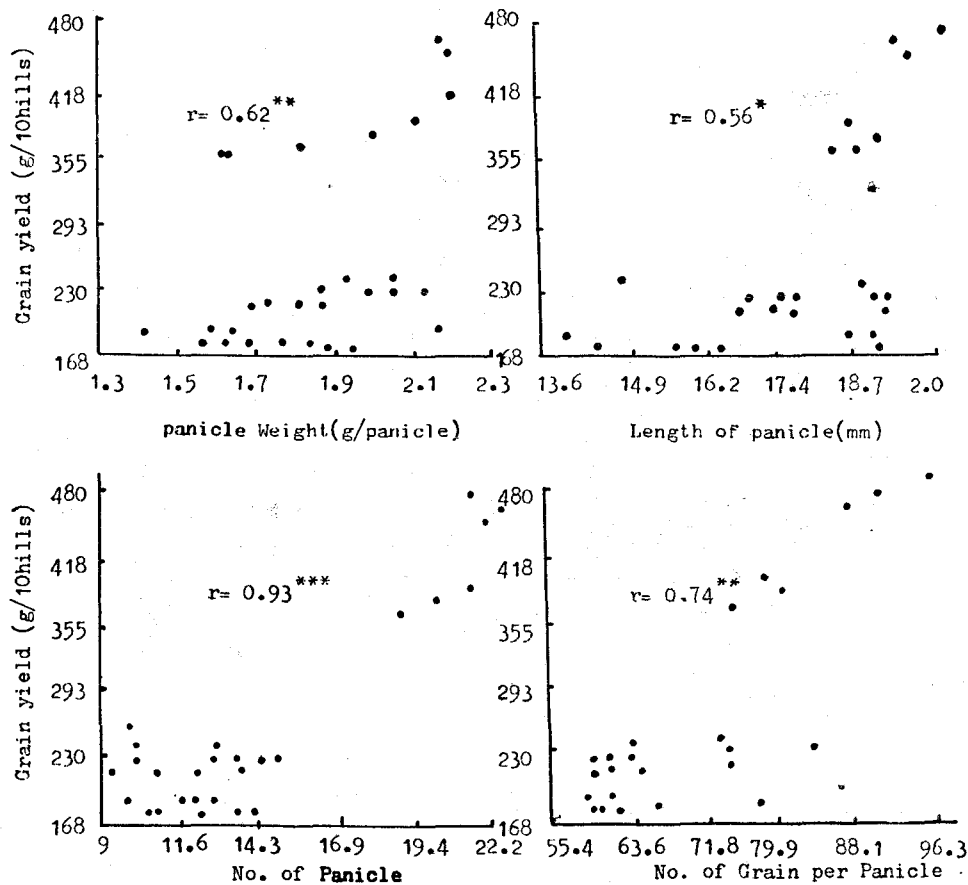 480
418
355
293
230
168
Grain yield (g/10hills)
r= 0.62**
1.3 1.5 1.7 1.9 2.1 2.3
panicle Weight(g/panicle)
480
418
355
293
230
168
r= 0.56*
13.6 14.9 16.2 17.4 18.7 2.0
Length of panicle(mm)
480
418
355
293
230
168
Grain yield (g/10hills)
r= 0.93***
9 11.6 14.3 16.9 19.4 22.2
No. of Panicle
480
418
355
293
230
168
r= 0.74**
55.4 63.6 71.8 79.9 88.1 96.3
No. of Grain per Panicle